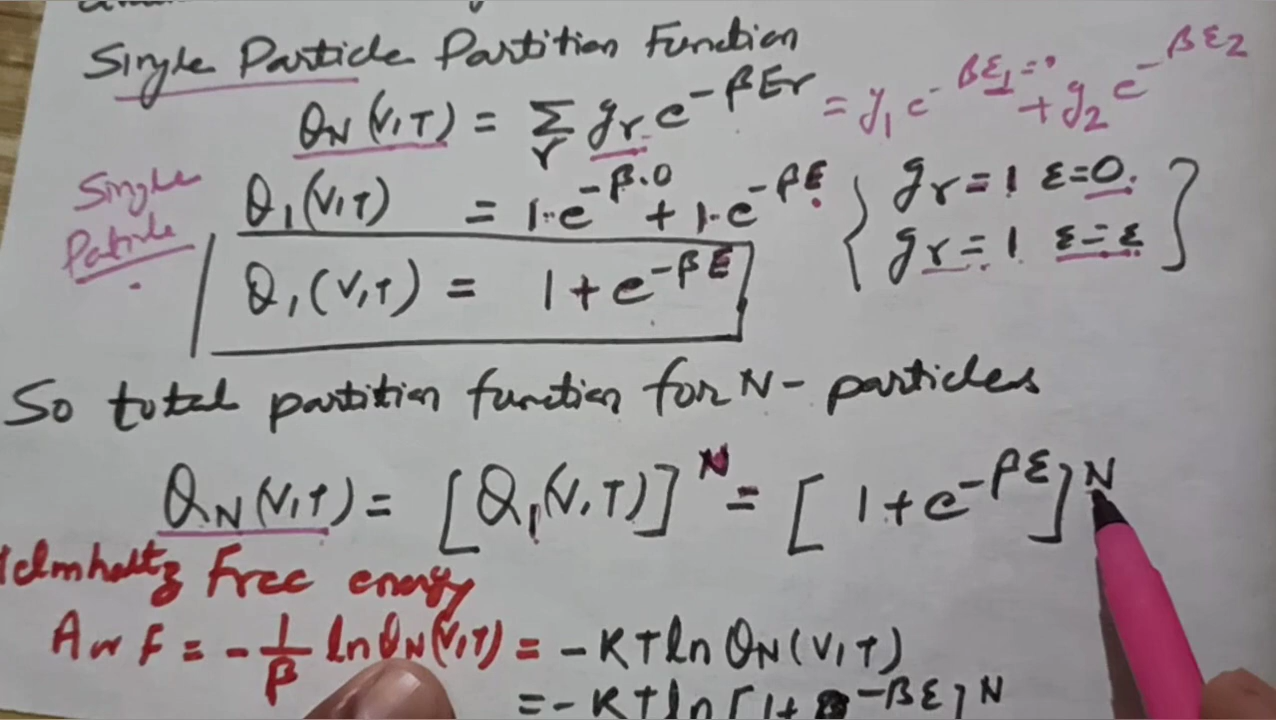 Single Particle Partition Function
Q_N (V,T) = Σ_r g_r e^{-βEr} = g_1 e^{-βε_1=0} + g_2 e^{-βε_2}
Single Paticle
Q_1 (V,T) = 1·e^{-β·0} + 1·e^{-βε} { g_r = 1 ε=0. g_r = 1 ε=ε }
Q_1 (V,T) = 1 + e^{-βε}
So total partition function for N- particles
Q_N (V,T) = [Q_1(V,T)]^N = [1+e^{-βε}]^N
Helmholtz Free energy
A or F = -1/β ln Q_N(V,T) = -KT ln Q_N (V,T)
= -KT ln [1+ e^{-βε}]^N